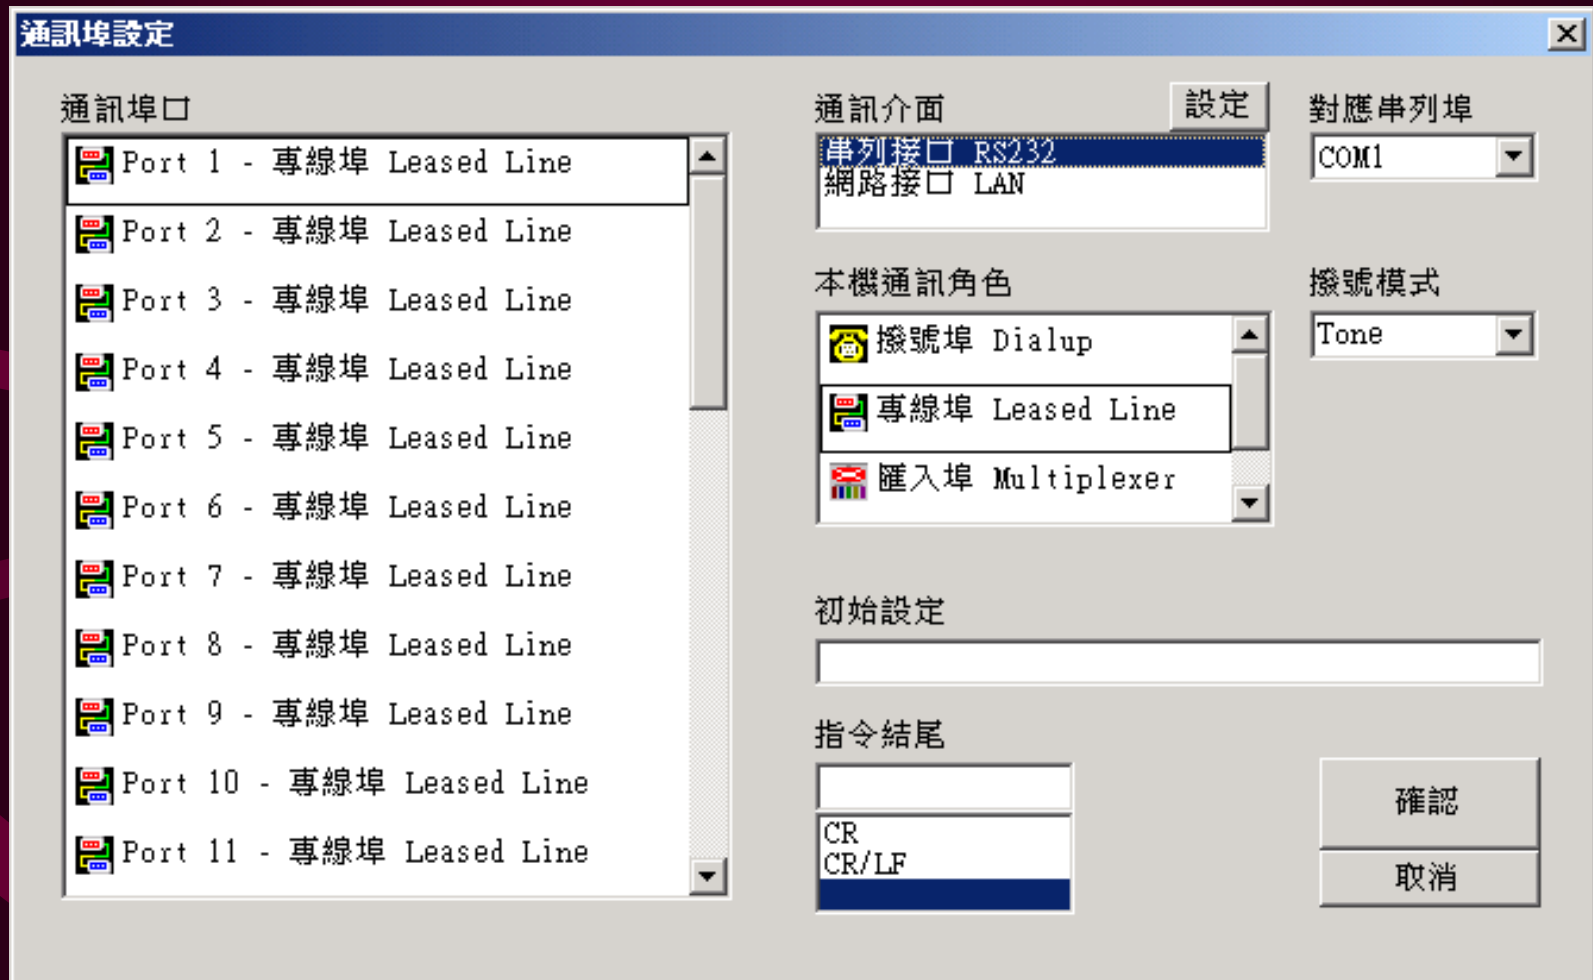 通訊埠設定
通訊埠口
Port 1 - 專線埠 Leased Line
Port 2 - 專線埠 Leased Line
Port 3 - 專線埠 Leased Line
Port 4 - 專線埠 Leased Line
Port 5 - 專線埠 Leased Line
Port 6 - 專線埠 Leased Line
Port 7 - 專線埠 Leased Line
Port 8 - 專線埠 Leased Line
Port 9 - 專線埠 Leased Line
Port 10 - 專線埠 Leased Line
Port 11 - 專線埠 Leased Line
通訊介面
設定
串列接口 RS232
網路接口 LAN
對應串列埠
COM1
本機通訊角色
撥號埠 Dialup
專線埠 Leased Line
匯入埠 Multiplexer
撥號模式
Tone
初始設定
指令結尾
CR
CR/LF
確認
取消